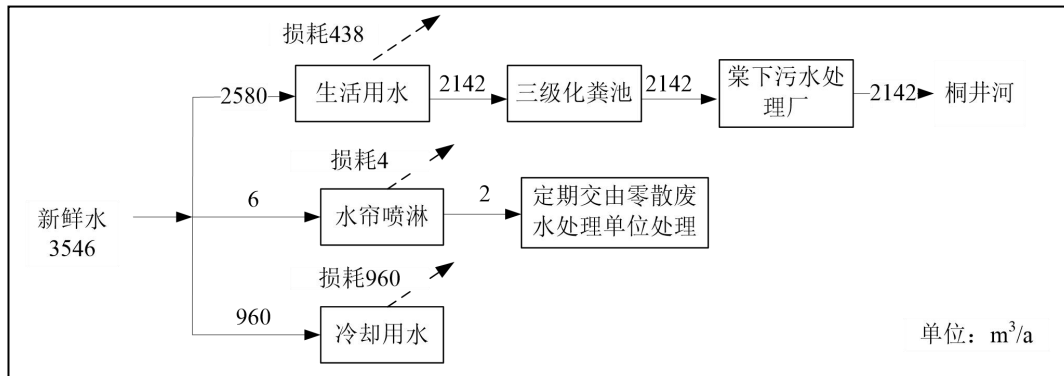 损耗438
2580
生活用水
2142
三级化粪池
2142
棠下污水处
理厂
2142
桐井河
损耗4
新鲜水
3546
6
水帘喷淋
2
定期交由零散废
水处理单位处理
损耗960
960
冷却用水
单位：m³/a